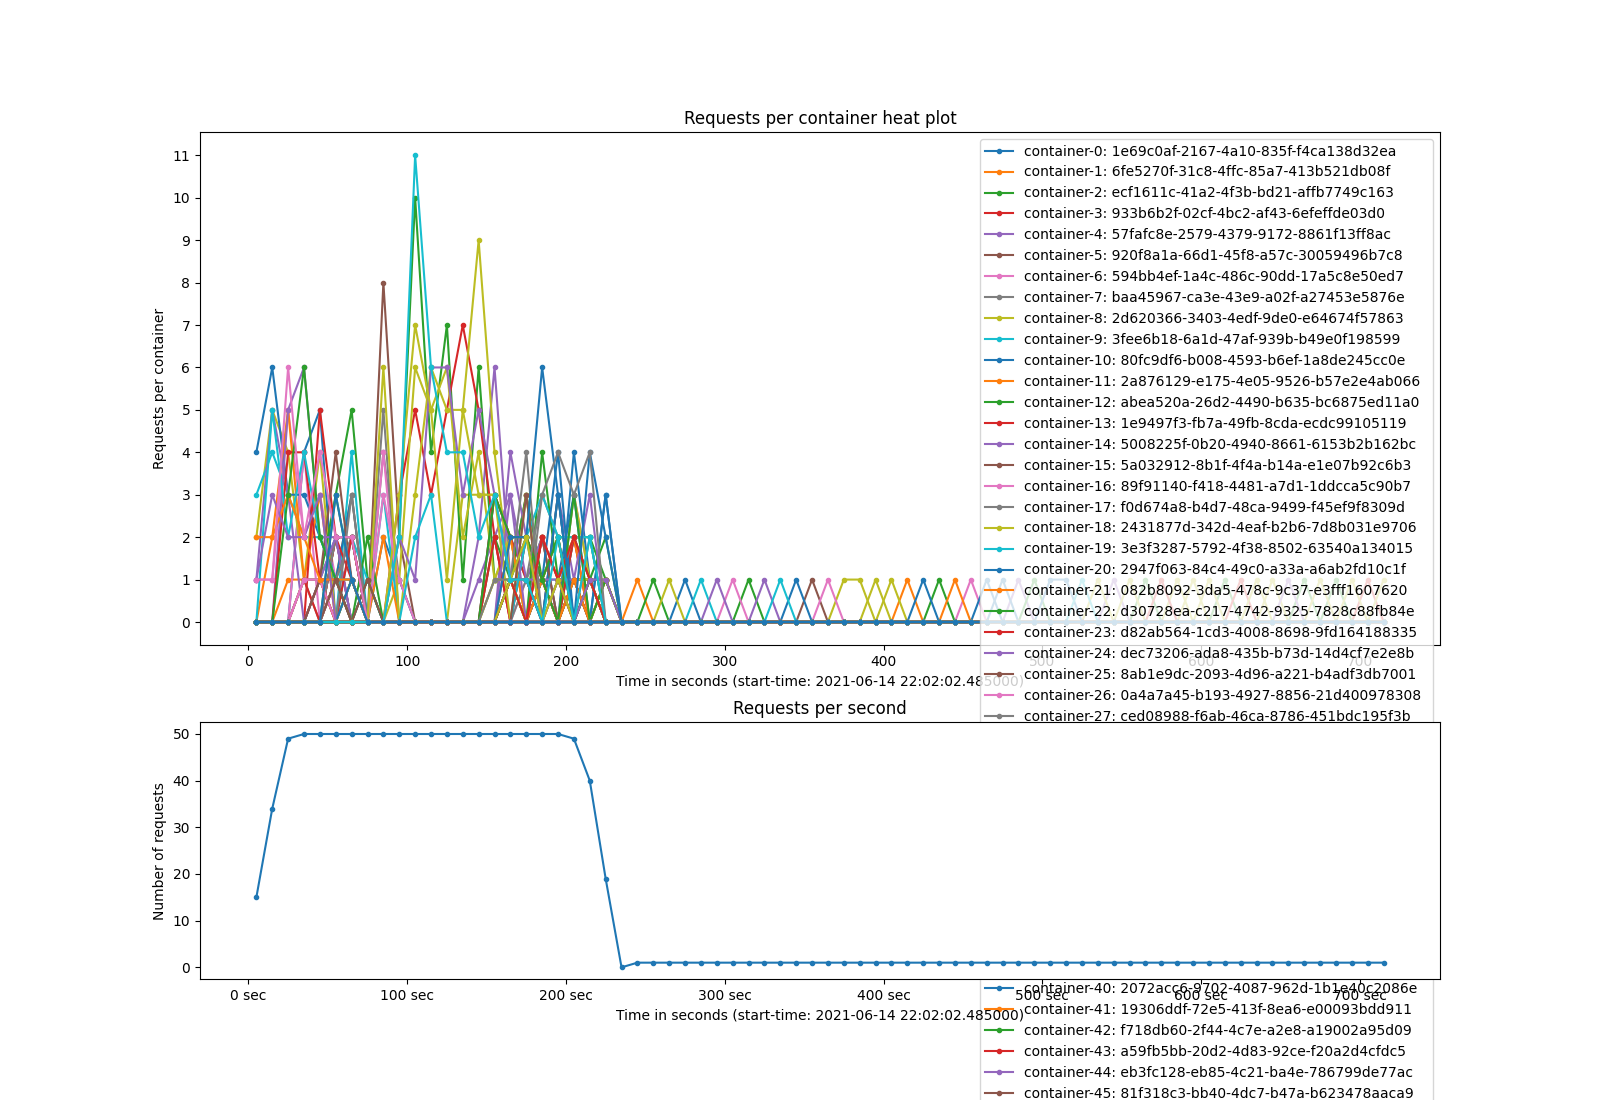 Requests per container heat plot
Requests per container
11
10
9
8
7
6
5
4
3
2
1
0
container-0: 1e69c0af-2167-4a10-835f-f4ca138d32ea
container-1: 6fe5270f-31c8-4ffc-85a7-413b521db08f
container-2: ecf1611c-41a2-4f3b-bd21-affb7749c163
container-3: 933b6b2f-02cf-4bc2-af43-6efeffde03d0
container-4: 57fafc8e-2579-4379-9172-8861f13ff8ac
container-5: 920f8a1a-66d1-45f8-a57c-30059496b7c8
container-6: 594bb4ef-1a4c-486c-90dd-17a5c8e50ed7
container-7: baa45967-ca3e-43e9-a02f-a27453e5876e
container-8: 2d620366-3403-4edf-9de0-e64674f57863
container-9: 3fee6b18-6a1d-47af-939b-b49e0f198599
container-10: 80fc9df6-b008-4593-b6ef-1a8de245cc0e
container-11: 2a876129-e175-4e05-9526-b57e2e4ab066
container-12: abea520a-26d2-4490-b635-bc6875ed11a0
container-13: 1e9497f3-fb7a-49fb-8cda-ecdc99105119
container-14: 5008225f-0b20-4940-8661-6153b2b162bc
container-15: 5a032912-8b1f-4f4a-b14a-e1e07b92c6b3
container-16: 89f91140-f418-4481-a7d1-1ddcca5c90b7
container-17: f0d674a8-b4d7-48ca-9499-f45ef9f8309d
container-18: 2431877d-342d-4eaf-b2b6-7d8b031e9706
container-19: 3e3f3287-5792-4f38-8502-63540a134015
container-20: 2947f063-84c4-49c0-a33a-a6ab2fd10c1f
container-21: 082b8092-3da5-478c-9c37-e3fff1607620
container-22: d30728ea-c217-4742-9325-7828c88fb84e
container-23: d82ab564-1cd3-4008-8698-9fd164188335
container-24: dec73206-ada8-435b-b73d-14d4cf7e2e8b
container-25: 8ab1e9dc-2093-4d96-a221-b4adf3db7001
container-26: 0a4a7a45-b193-4927-8856-21d400978308
container-27: ced08988-f6ab-46ca-8786-451bdc195f3b
0 100 200 300 400 500 600 700
Time in seconds (start-time: 2021-06-14 22:02:02.485000)
Requests per second
Number of requests
50
40
30
20
10
0
0 sec 100 sec 200 sec 300 sec 400 sec 500 sec 600 sec 700 sec
Time in seconds (start-time: 2021-06-14 22:02:02.485000)
container-40: 2072acc6-9702-4087-962d-1b1e40c2086e
container-41: 19306ddf-72e5-413f-8ea6-e00093bdd911
container-42: f718db60-2f44-4c7e-a2e8-a19002a95d09
container-43: a59fb5bb-20d2-4d83-92ce-f20a2d4cfdc5
container-44: eb3fc128-eb85-4c21-ba4e-786799de77ac
container-45: 81f318c3-bb40-4dc7-b47a-b623478aaca9